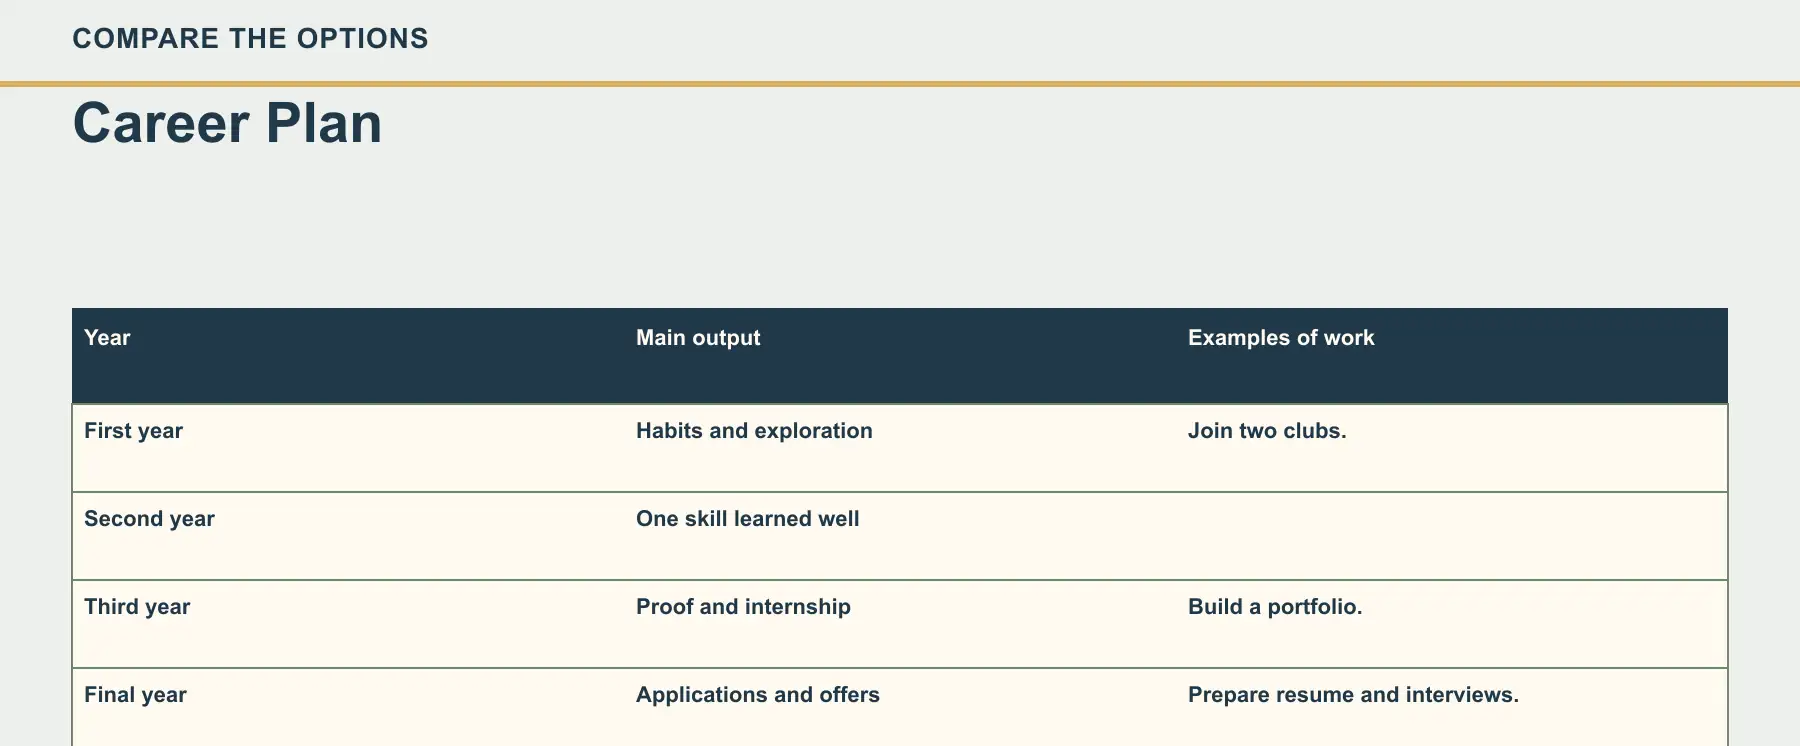 COMPARE THE OPTIONS
Career Plan
Year Main output Examples of work
First year Habits and exploration Join two clubs.
Second year One skill learned well
Third year Proof and internship Build a portfolio.
Final year Applications and offers Prepare resume and interviews.